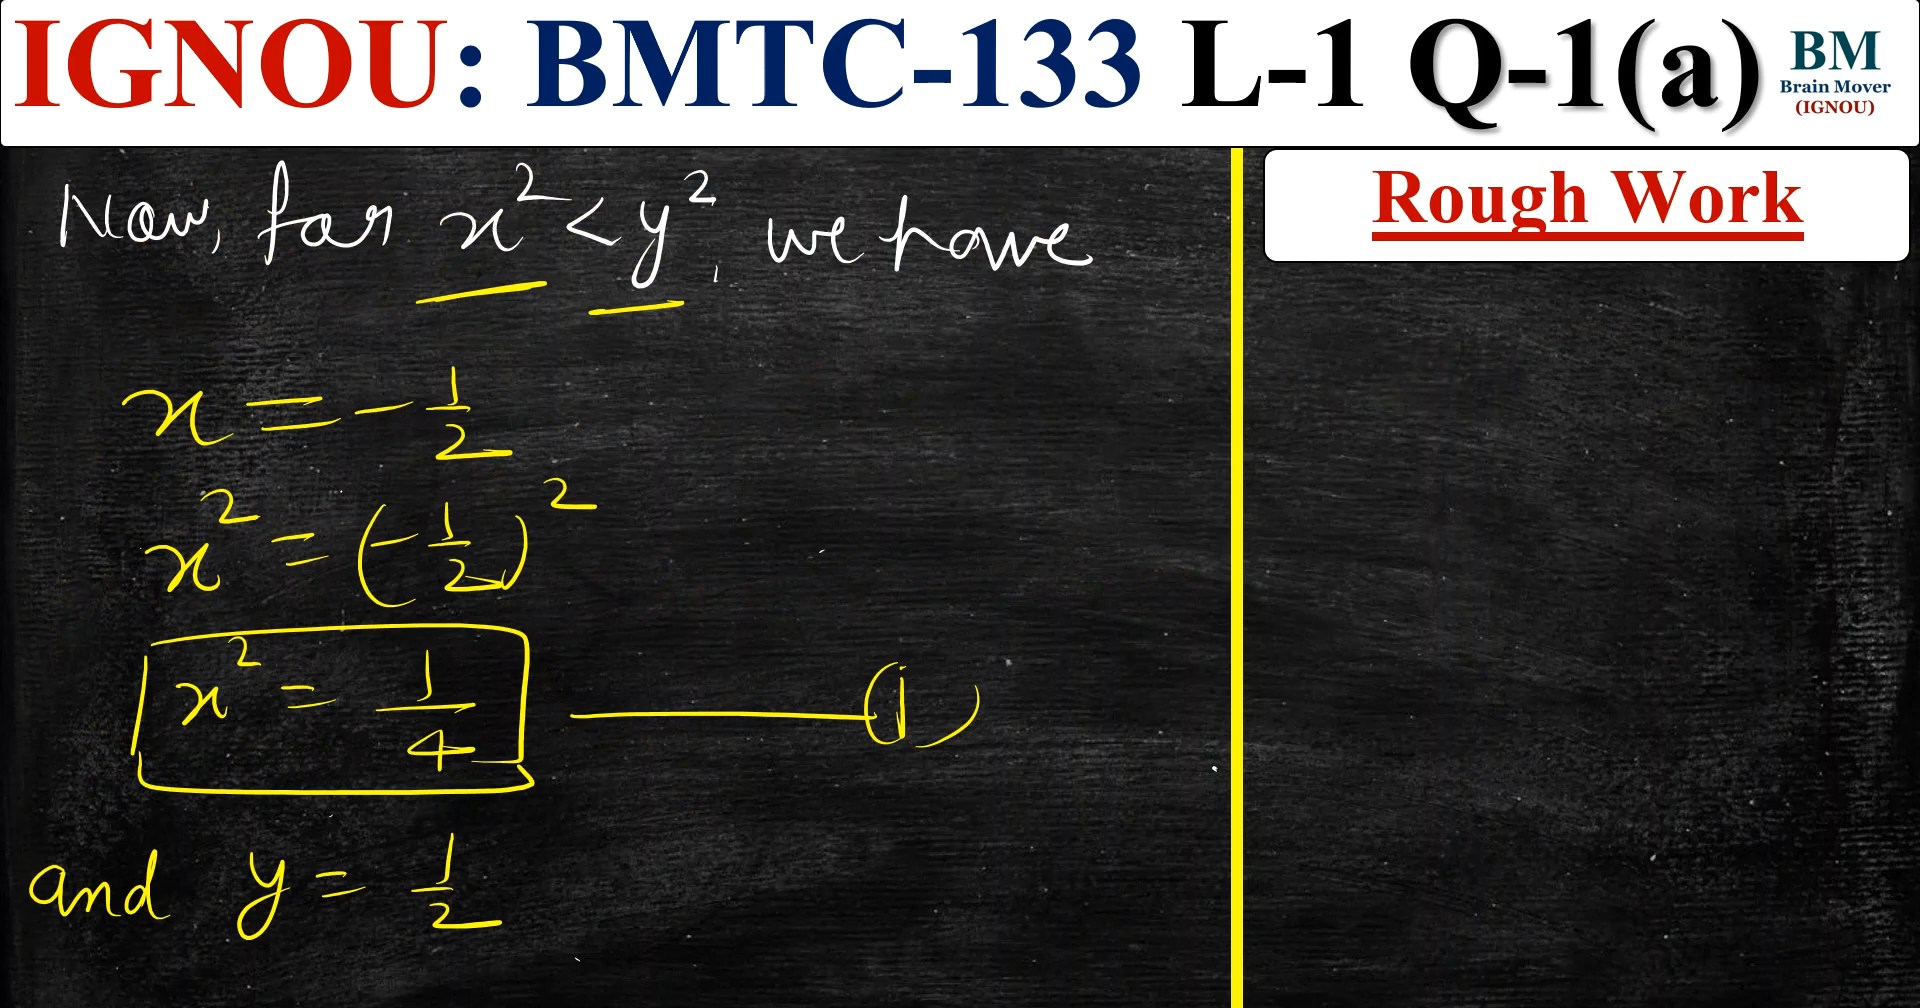 IGNOU: BMTC-133 L-1 Q-1(a)
BM
Brain Mover
(IGNOU)
Rough Work
Now, for x² < y², we have
x = - 1/2
x² = (- 1/2)²
x² = 1/4 ——— (i)
and y = 1/2